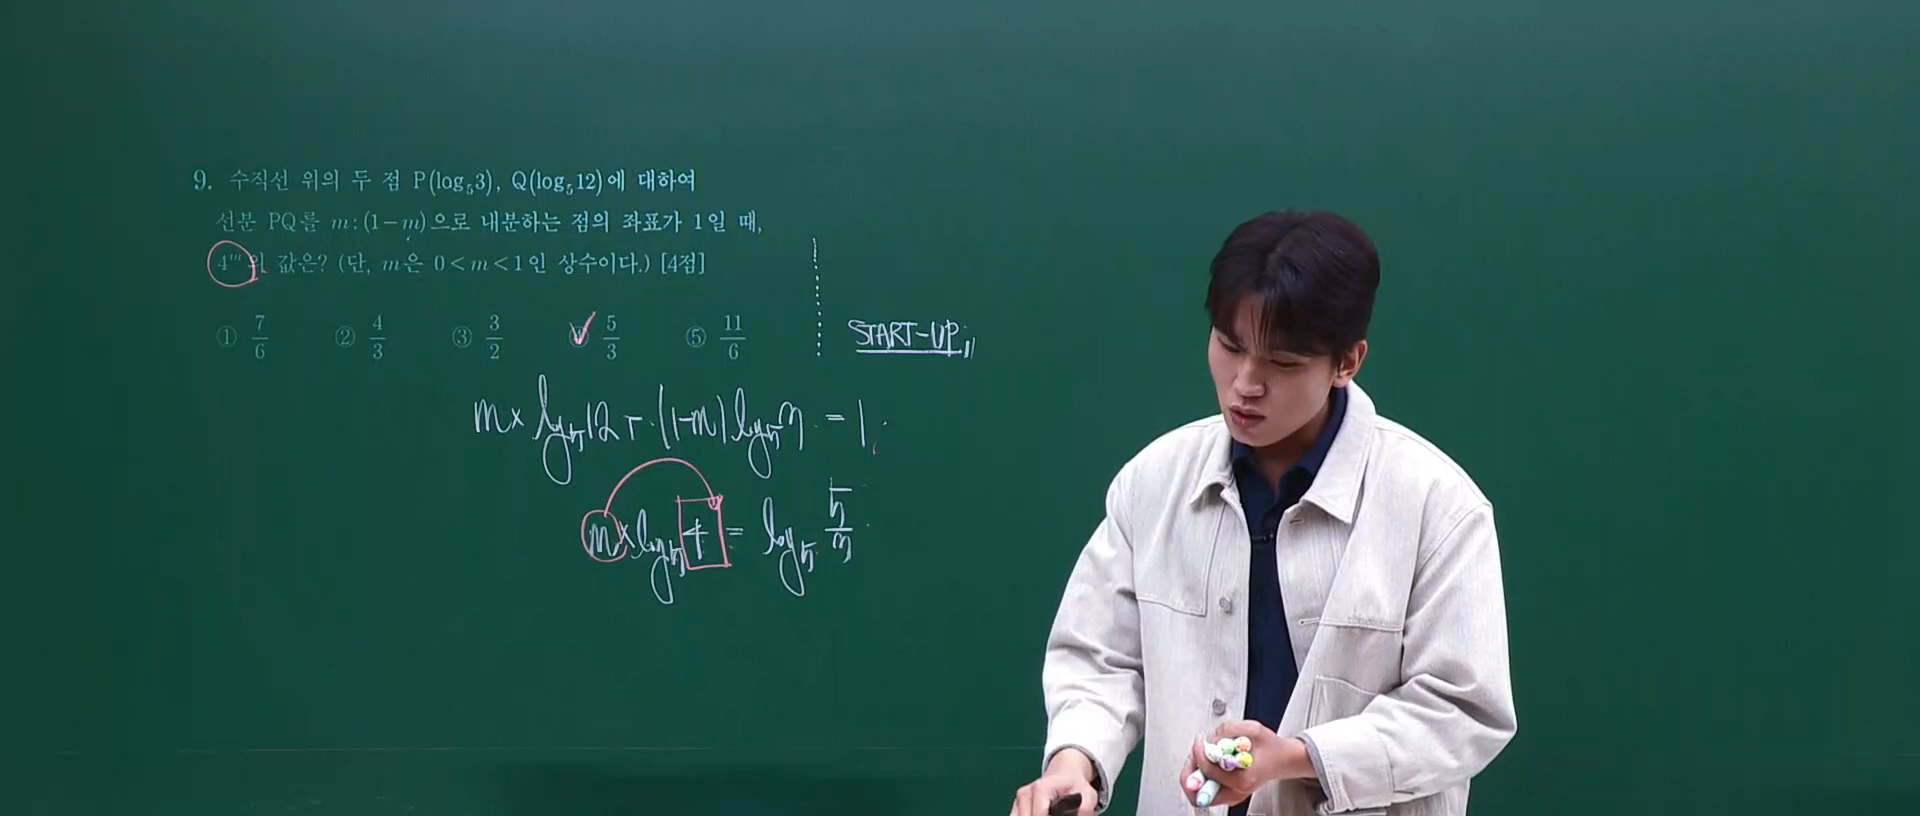 9. 수직선 위의 두 점 P(log₅3), Q(log₅12)에 대하여
선분 PQ를 m:(1−m)으로 내분하는 점의 좌표가 1일 때,
4ᵐ의 값은? (단, m은 0<m<1인 상수이다.) [4점]
① 7/6 ② 4/3 ③ 3/2 ④ 5/3 ⑤ 11/6
START-UP
m× log₅12 + (1-m) log₅3 = 1
m× log₅4 = log₅ 5/3